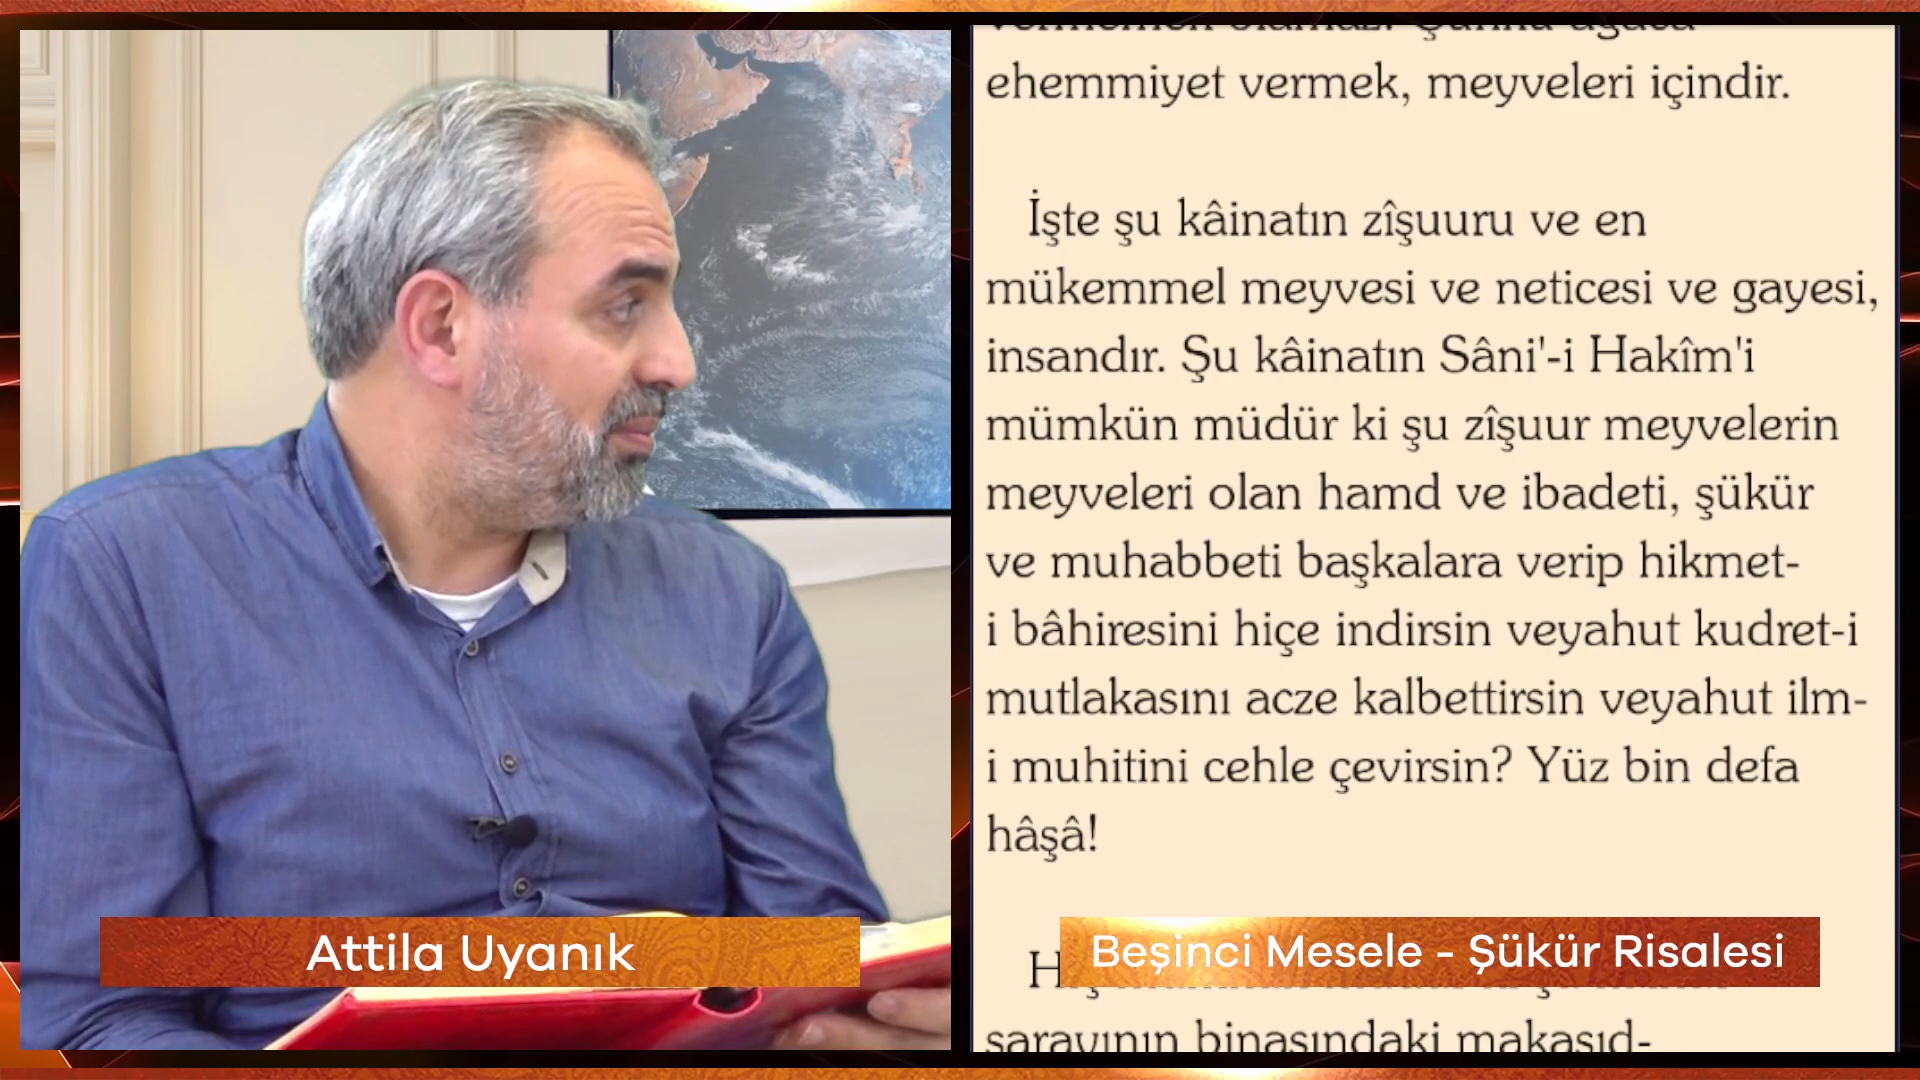 ehemmiyet vermek, meyveleri içindir.
İşte şu kâinatın zîşuuru ve en
mükemmel meyvesi ve neticesi ve gayesi,
insandır. Şu kâinatın Sâni'-i Hakîm'i
mümkün müdür ki şu zîşuur meyvelerin
meyveleri olan hamd ve ibadeti, şükür
ve muhabbeti başkalara verip hikmet-
i bâhiresini hiçe indirsin veyahut kudret-i
mutlakasını acze kalbettirsin veyahut ilm-
i muhitini cehle çevirsin? Yüz bin defa
hâşâ!
sarayının binasındaki makasıd-
Attila Uyanık
Beşinci Mesele - Şükür Risalesi